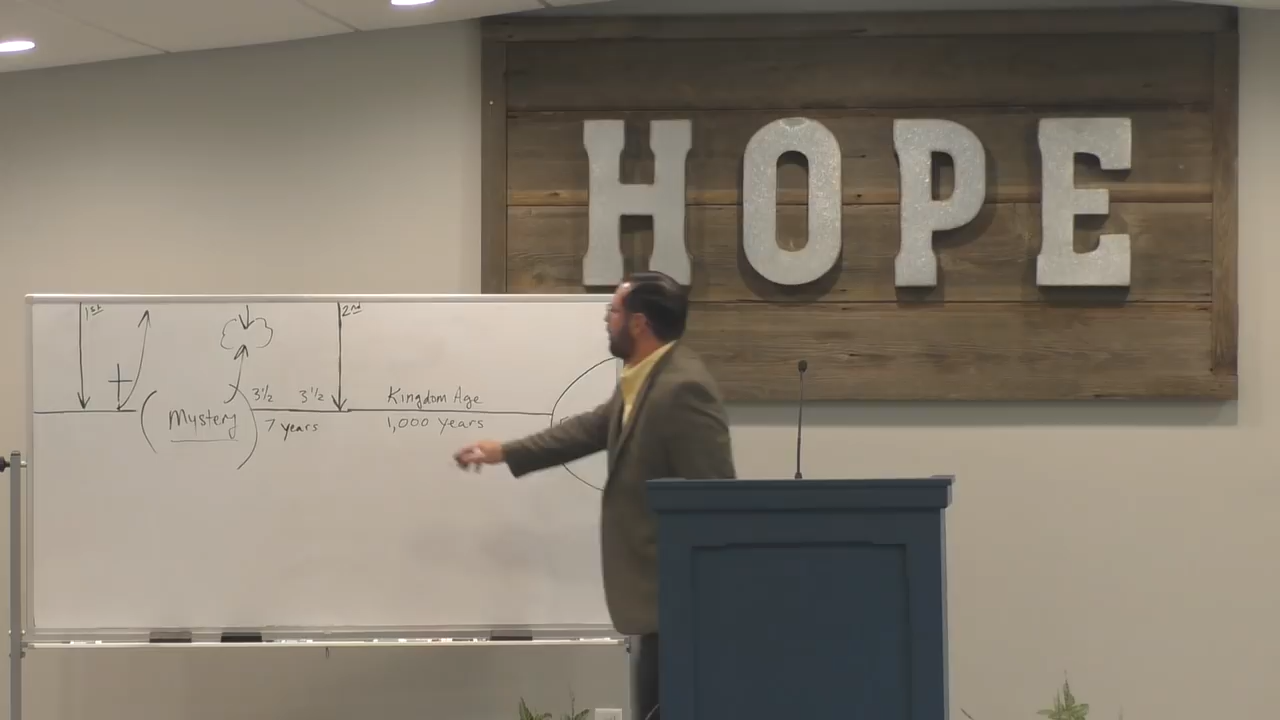 HOPE
1st
2nd
3½ 3½
Kingdom Age
Mystery
7 years
1,000 years